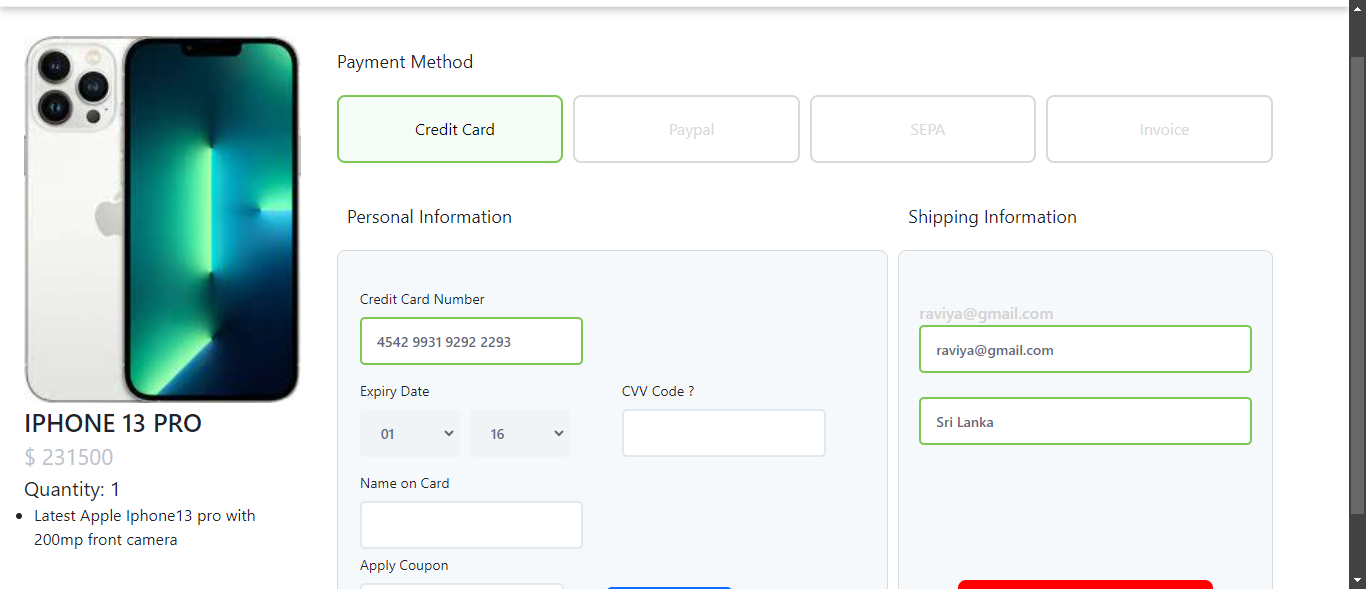 Payment Method
Credit Card
Paypal
SEPA
Invoice
Personal Information
Shipping Information
Credit Card Number
4542 9931 9292 2293
Expiry Date
CVV Code ?
01
16
Name on Card
Apply Coupon
raviya@gmail.com
raviya@gmail.com
Sri Lanka
IPHONE 13 PRO
$ 231500
Quantity: 1
Latest Apple Iphone13 pro with
200mp front camera